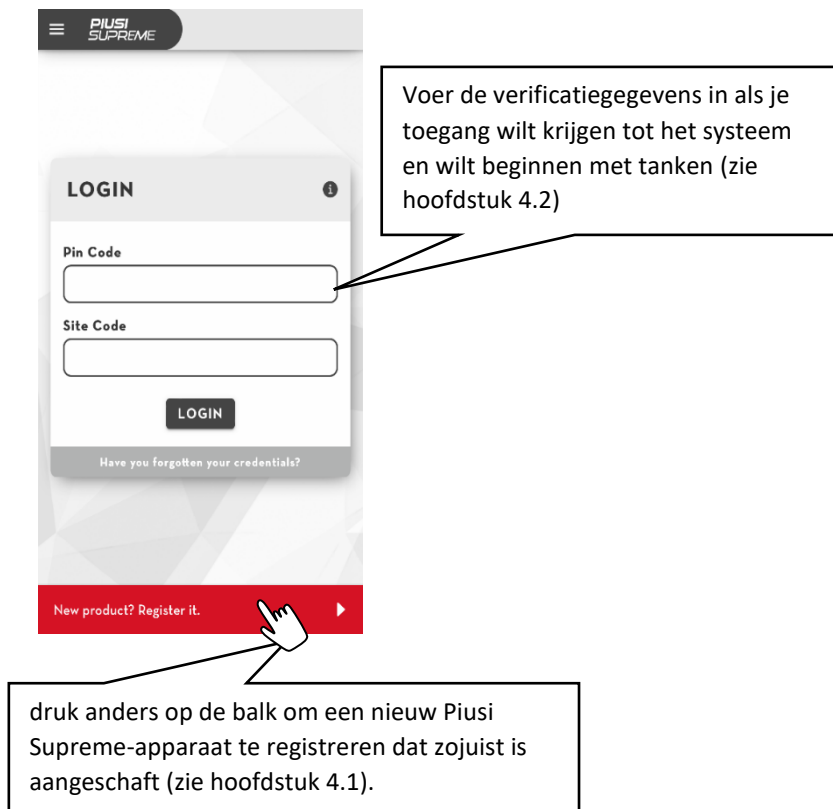 PIUSI
SUPREME
Voer de verificatiegegevens in als je
toegang wilt krijgen tot het systeem
en wilt beginnen met tanken (zie
hoofdstuk 4.2)
LOGIN
Pin Code
Site Code
LOGIN
Have you forgotten your credentials?
New product? Register it.
druk anders op de balk om een nieuw Piusi
Supreme-apparaat te registreren dat zojuist is
aangeschaft (zie hoofdstuk 4.1).